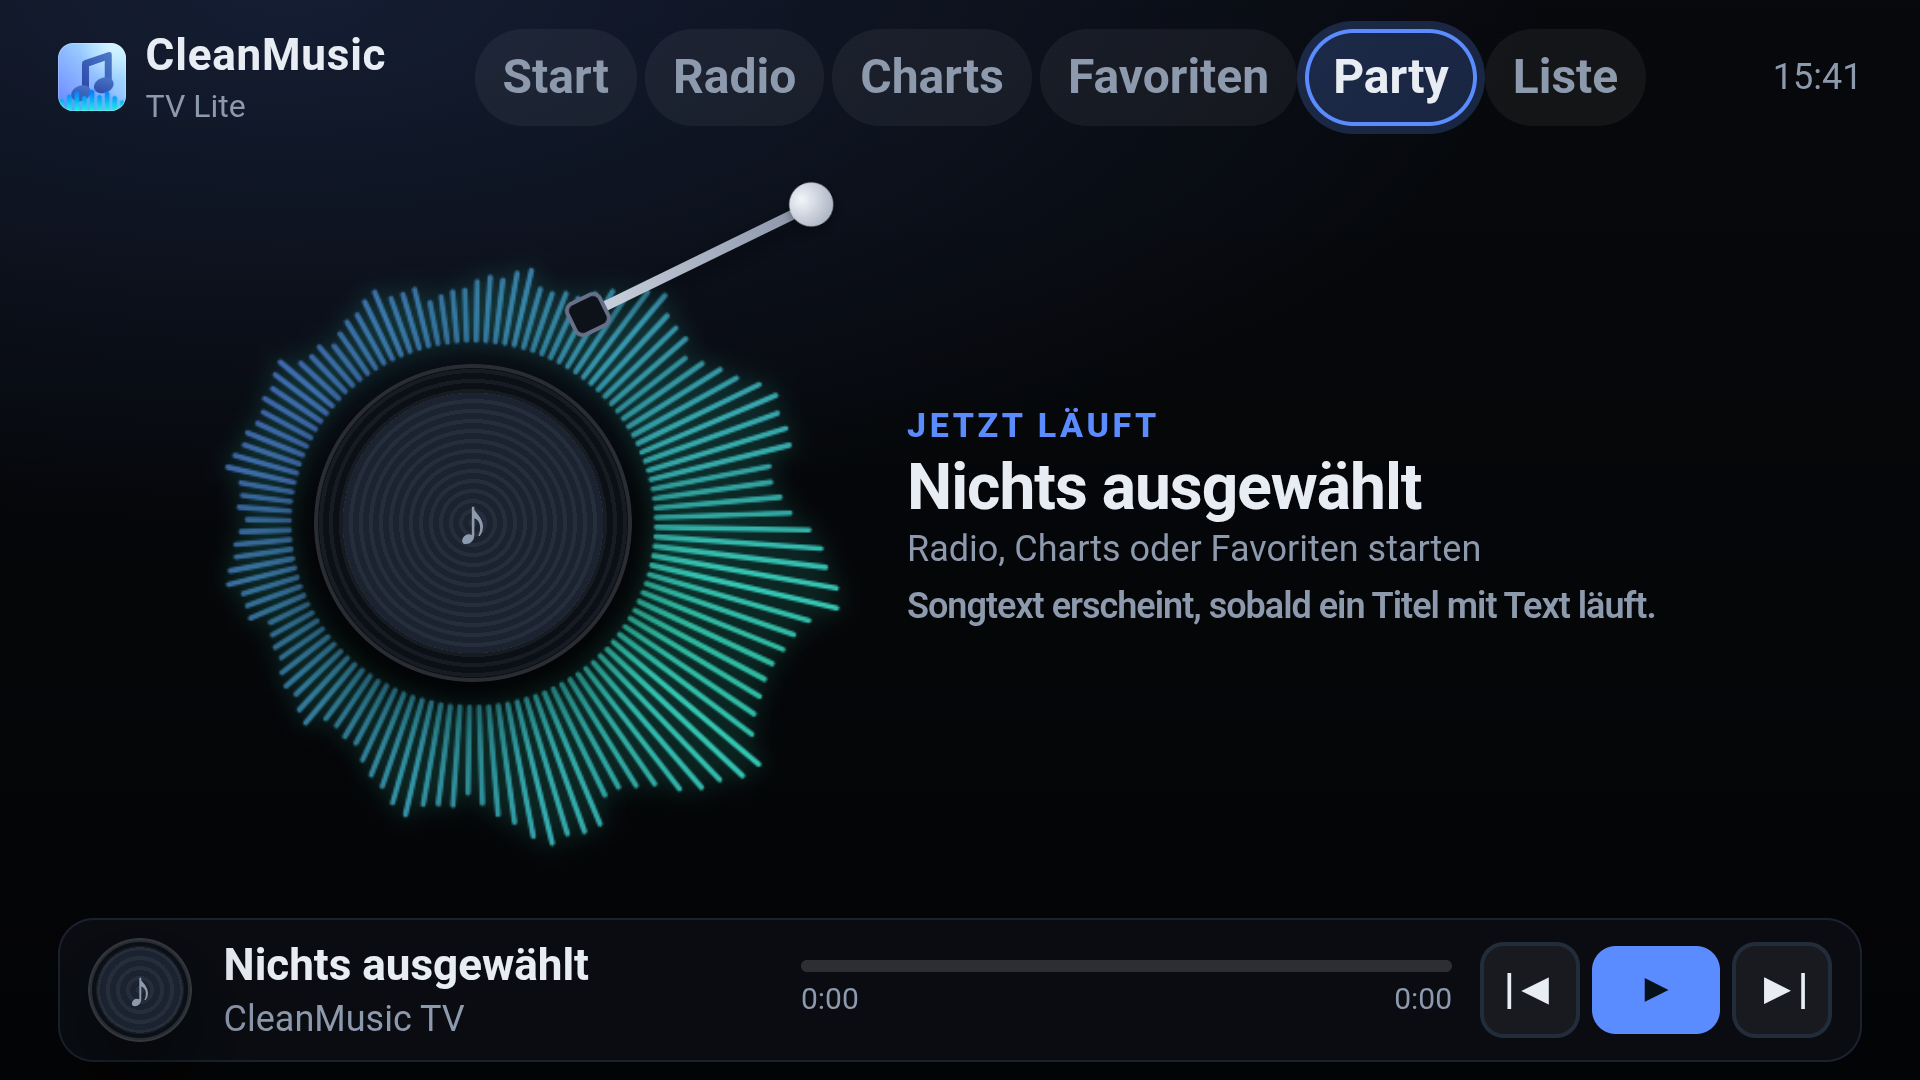 CleanMusic
TV Lite
Start Radio Charts Favoriten Party Liste
15:41
JETZT LÄUFT
Nichts ausgewählt
Radio, Charts oder Favoriten starten
Songtext erscheint, sobald ein Titel mit Text läuft.
Nichts ausgewählt
CleanMusic TV
0:00 0:00